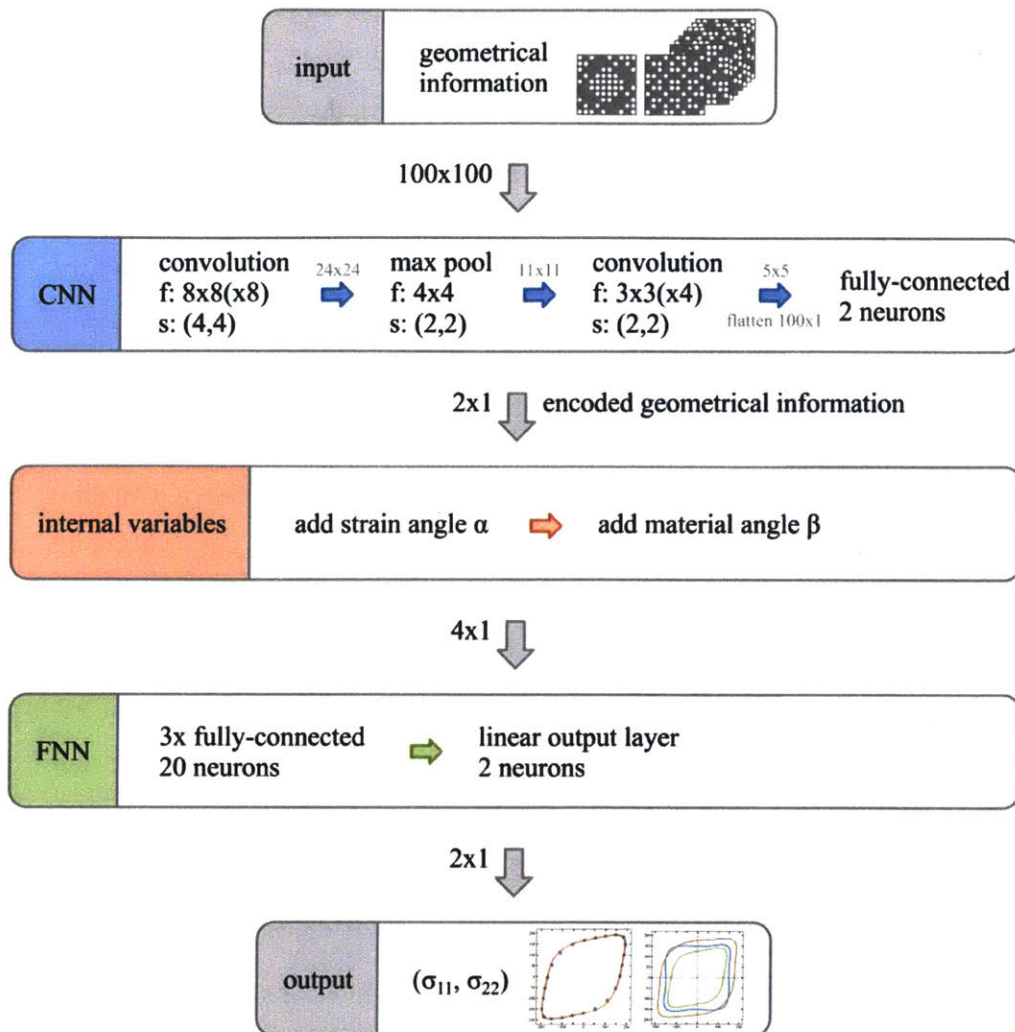 input
geometrical
information
100x100
CNN
convolution
f: 8x8(x8)
s: (4,4)
24x24
max pool
f: 4x4
s: (2,2)
11x11
convolution
f: 3x3(x4)
s: (2,2)
5x5
flatten 100x1
fully-connected
2 neurons
2x1
encoded geometrical information
internal variables
add strain angle α
add material angle β
4x1
FNN
3x fully-connected
20 neurons
linear output layer
2 neurons
2x1
output
(σ11, σ22)